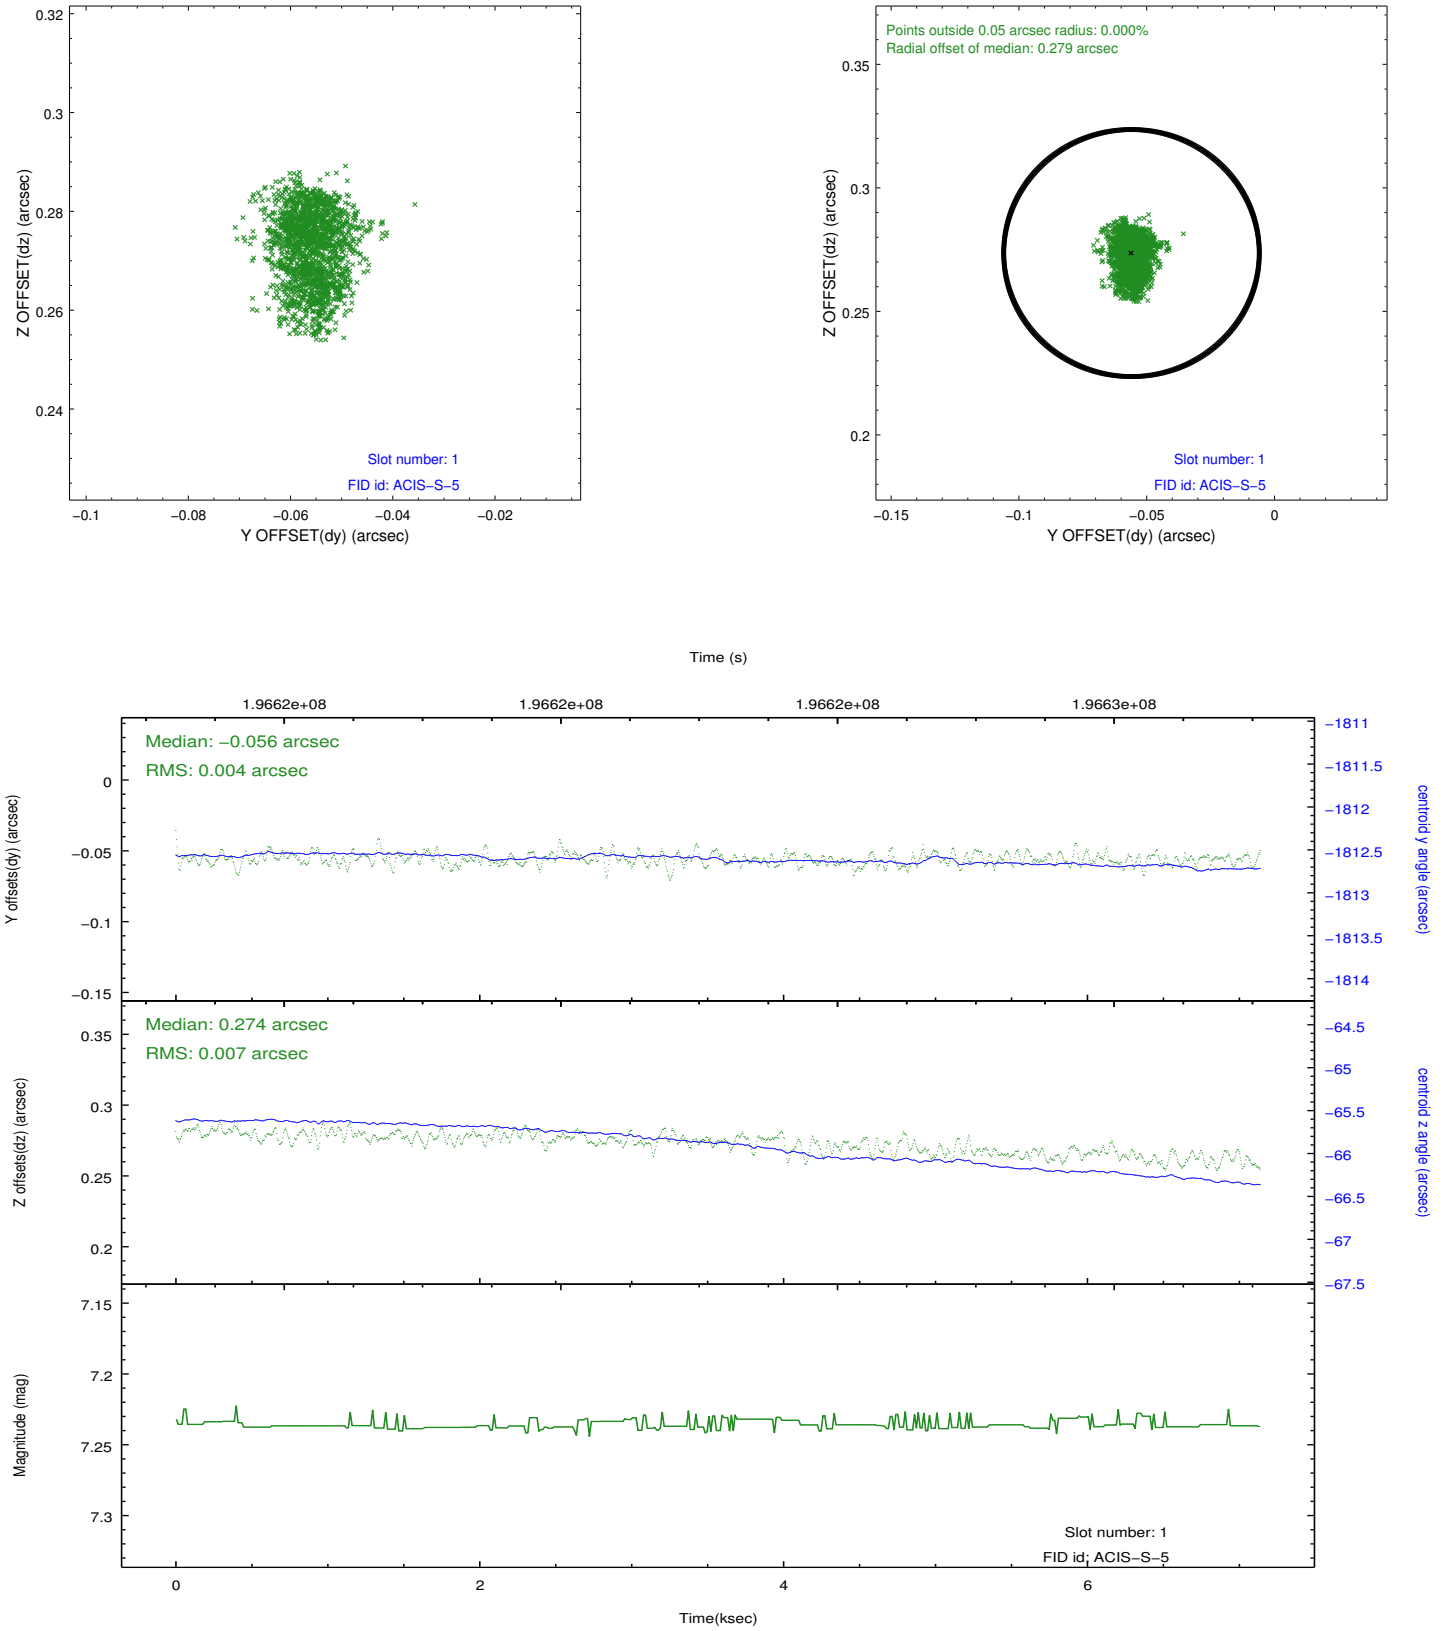 0.32
0.3
0.28
0.26
0.24
Z OFFSET(dz) (arcsec)
Slot number: 1
FID id: ACIS−S−5
−0.1
−0.08
−0.06
−0.04
−0.02
Y OFFSET(dy) (arcsec)
Points outside 0.05 arcsec radius: 0.000%
Radial offset of median: 0.279 arcsec
0.35
0.3
0.25
0.2
Z OFFSET(dz) (arcsec)
Slot number: 1
FID id: ACIS−S−5
−0.15
−0.1
−0.05
0
Y OFFSET(dy) (arcsec)
Time (s)
1.9662e+08
1.9662e+08
1.9662e+08
1.9663e+08
Median: −0.056 arcsec
RMS: 0.004 arcsec
0
−0.05
−0.1
−0.15
Y offsets(dy) (arcsec)
−1811
−1811.5
−1812
−1812.5
−1813
−1813.5
−1814
centroid y angle (arcsec)
Median: 0.274 arcsec
RMS: 0.007 arcsec
0.35
0.3
0.25
0.2
Z offsets(dz) (arcsec)
−64.5
−65
−65.5
−66
−66.5
−67
−67.5
centroid z angle (arcsec)
7.15
7.2
7.25
7.3
Magnitude (mag)
Slot number: 1
FID id: ACIS−S−5
0
2
4
6
Time(ksec)